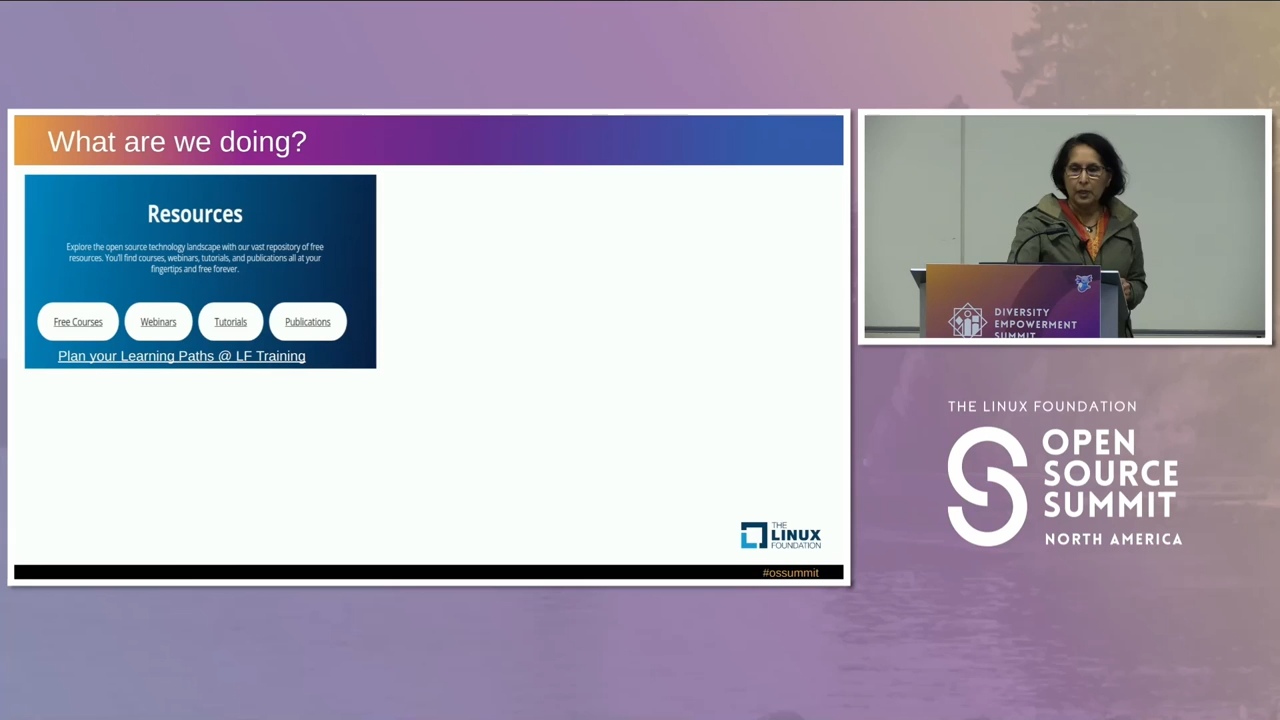 What are we doing?
Resources
Explore the open source technology landscape with our vast repository of free
resources. You'll find courses, webinars, tutorials, and publications all at your
fingertips and free forever.
Free Courses
Webinars
Tutorials
Publications
Plan your Learning Paths @ LF Training
THE
LINUX
FOUNDATION
#ossummit
DIVERSITY
EMPOWERMENT
SUMMIT
THE LINUX FOUNDATION
OPEN
SOURCE
SUMMIT
NORTH AMERICA